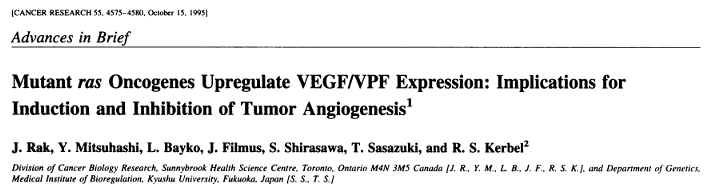 [CANCER RESEARCH 55, 4575-4580, October 15, 1995]
Advances in Brief
Mutant ras Oncogenes Upregulate VEGF/VPF Expression: Implications for
Induction and Inhibition of Tumor Angiogenesis1
J. Rak, Y. Mitsuhashi, L. Bayko, J. Filmus, S. Shirasawa, T. Sasazuki, and R. S. Kerbel2
Division of Cancer Biology Research, Sunnybrook Health Science Centre, Toronto, Ontario M4N 3M5 Canada [J. R., Y. M., L. B., J. F., R. S. K.], and Department of Genetics,
Medical Institute of Bioregulation, Kyushu University, Fukuoka, Japan [S. S., T. S.]